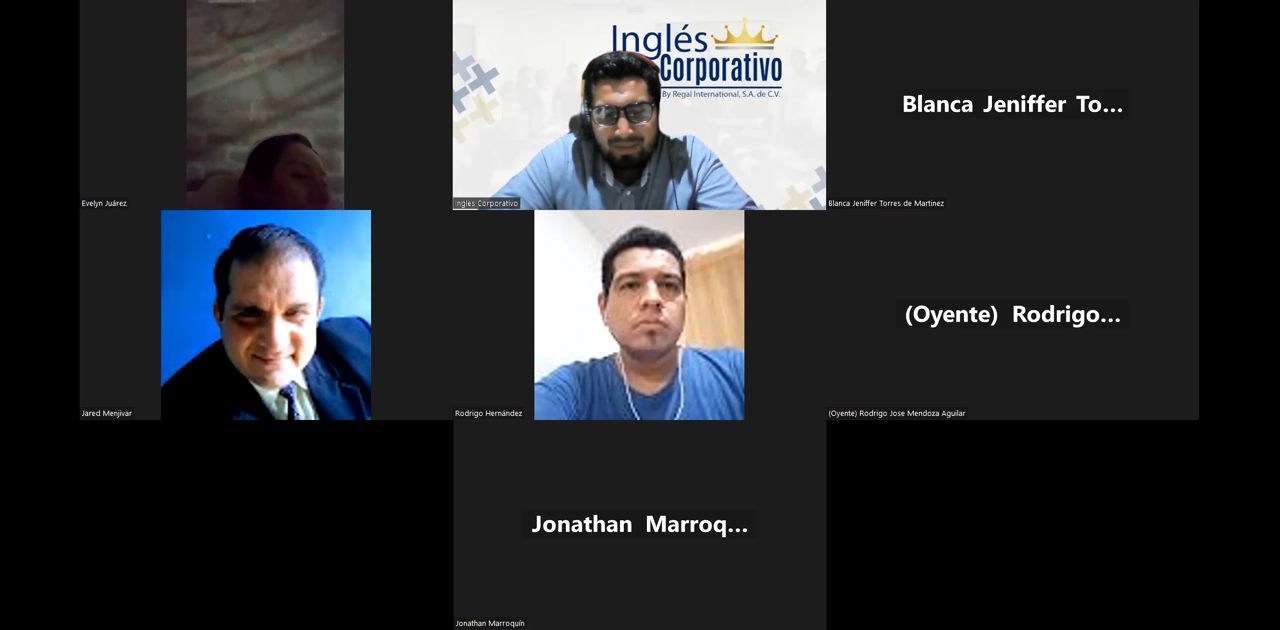 Inglés
Corporativo
By Regal International, S.A. de C.V.
Blanca Jeniffer To...
Evelyn Juárez
Ingles Corporativo
Blanca Jeniffer Torres de Martinez
(Oyente) Rodrigo...
Jared Menjivar
Rodrigo Hernández
(Oyente) Rodrigo Jose Mendoza Aguilar
Jonathan Marroq...
Jonathan Marroquín